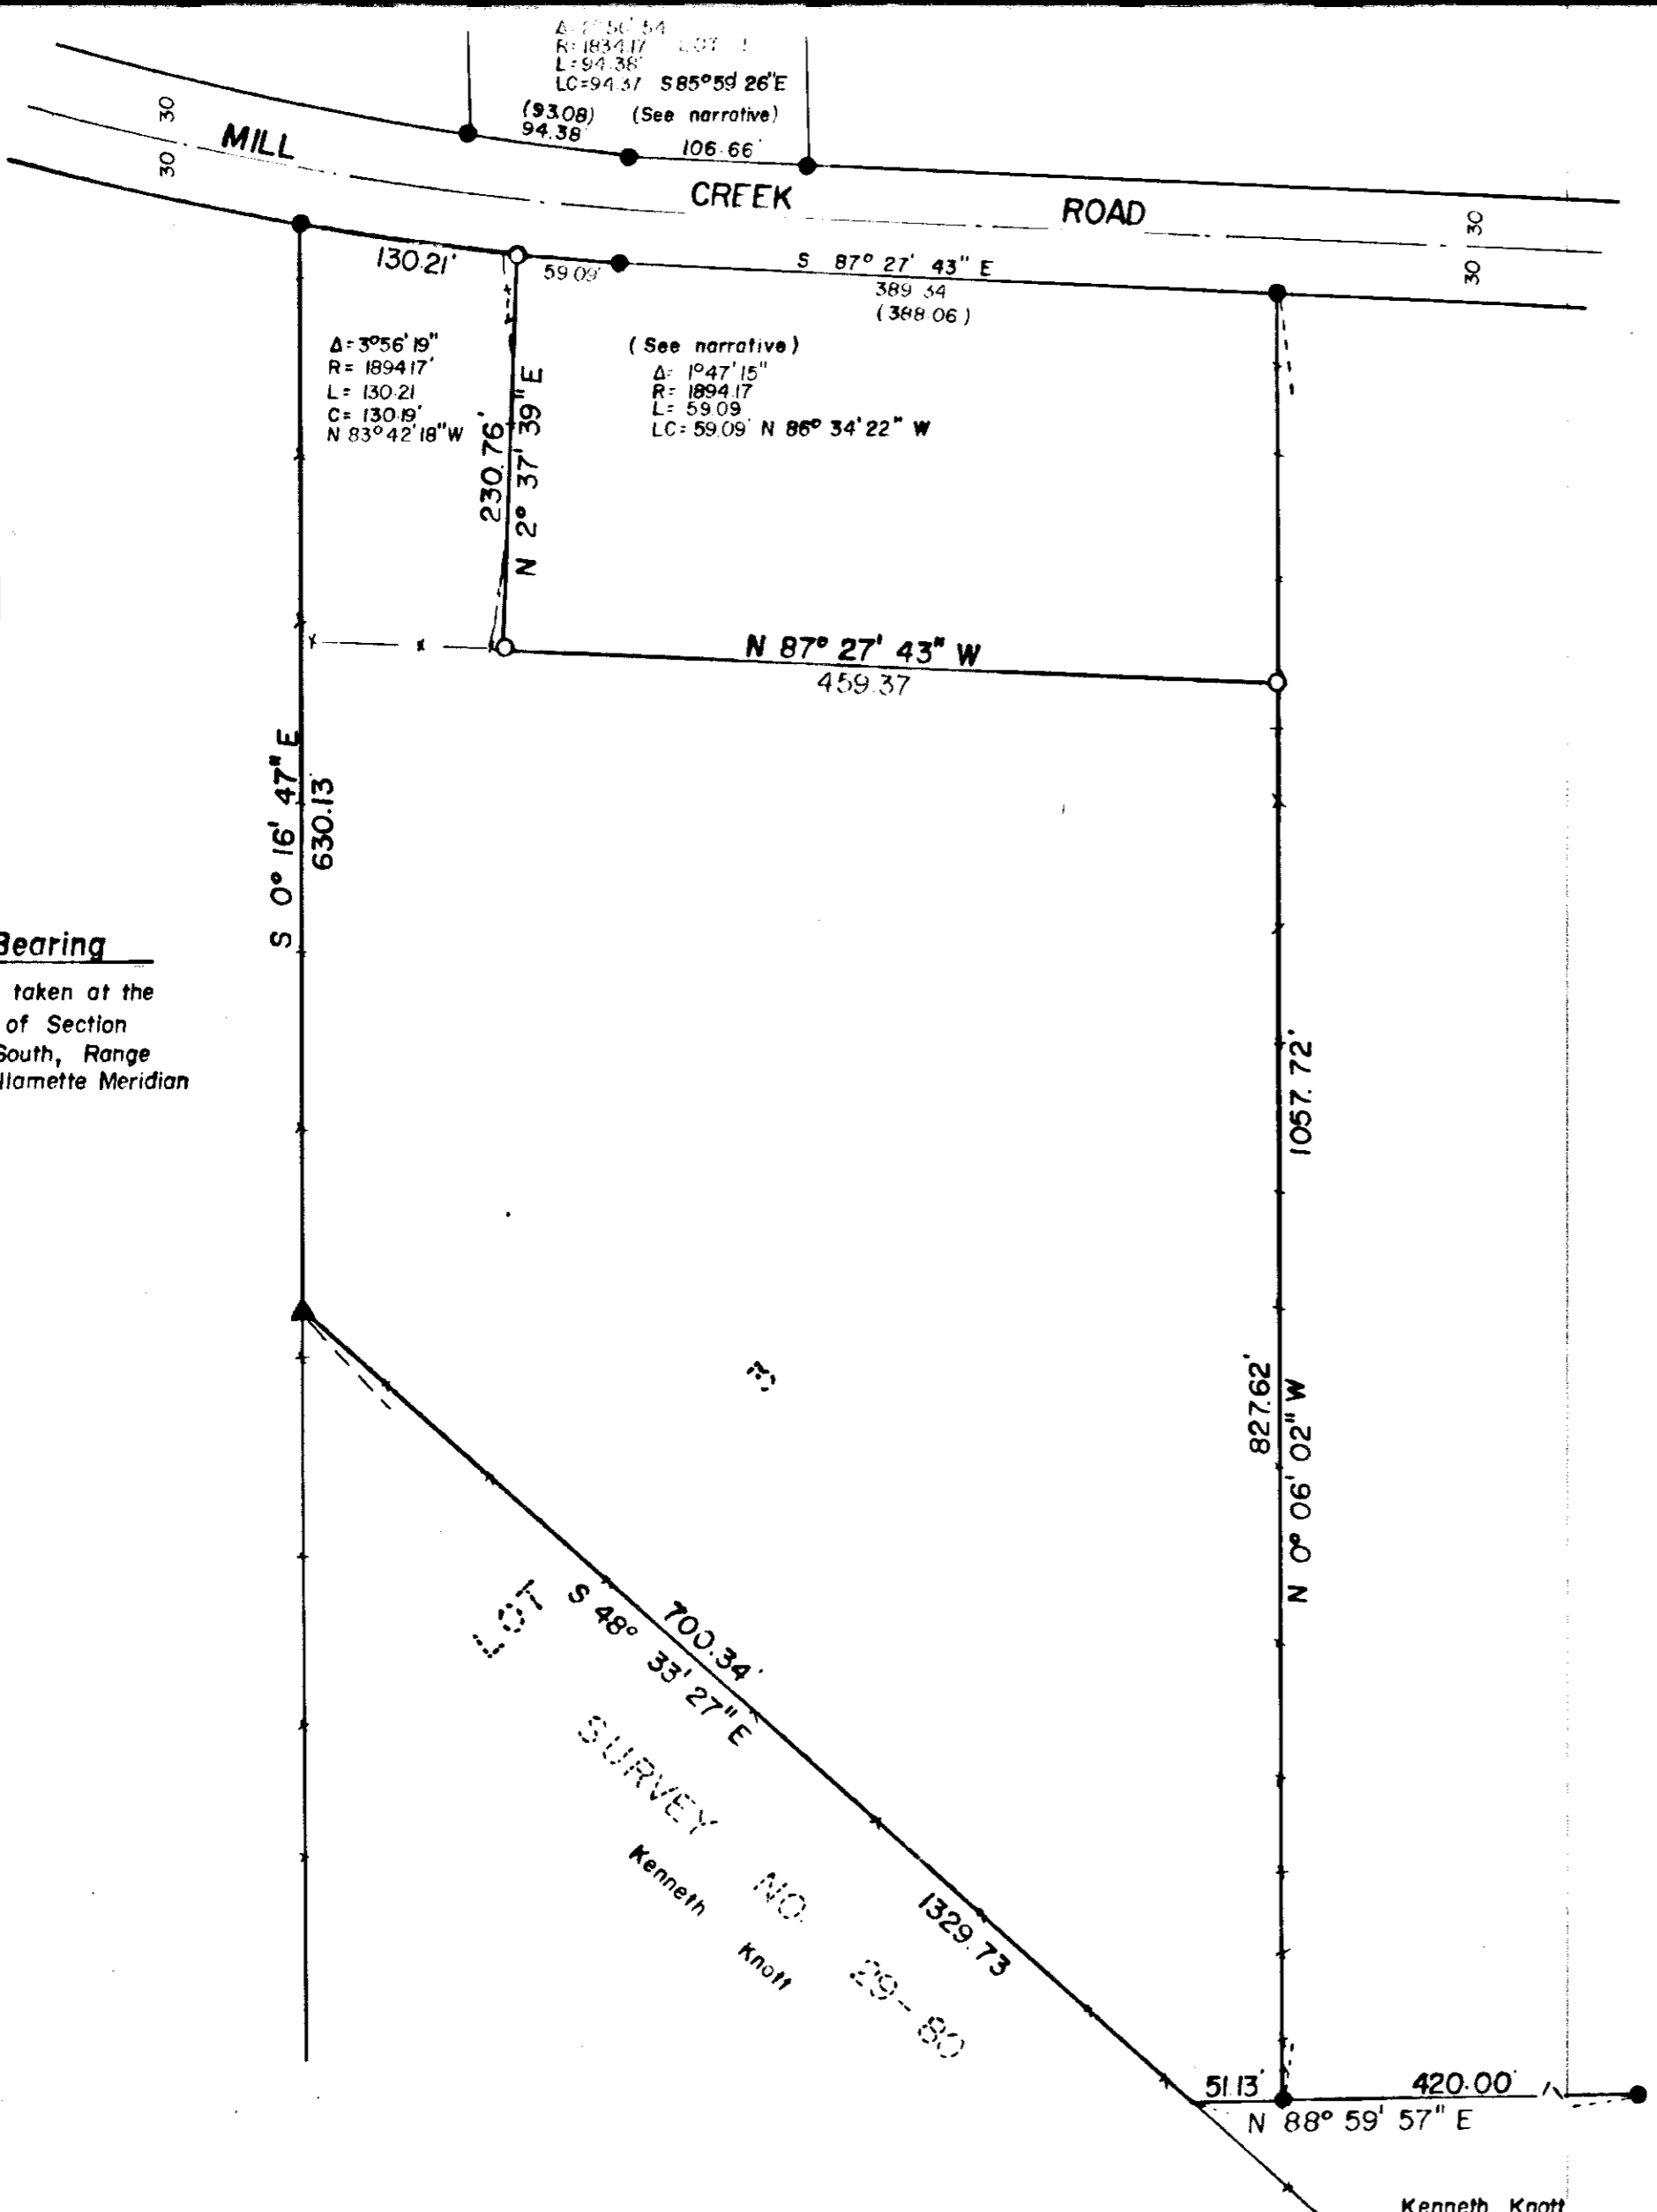 R=1834.17' LOT 1
L=94.38'
LC=94.37 S85°59'26"E
(93.08) (See narrative)
94.38'
106.66'
30
30
MILL
CREEK
ROAD
30
30
130.21'
59.09'
S 87° 27' 43" E
389.34
(388.06)
Δ=3°56'19"
R= 1894.17'
L= 130.21
C= 130.19'
N 83°42'18"W
(See narrative)
Δ= 1°47'15"
R= 1894.17
L= 59.09
LC= 59.09' N 86° 34' 22" W
230.76'
N 2° 37' 39" E
N 87° 27' 43" W
459.37
S 0° 16' 47" E
630.13'
Bearing
taken at the
of Section
South, Range
llamette Meridian
1057.72'
827.62'
N 0° 06' 02" W
3
LOT
S 48° 33' 27" E
700.34'
SURVEY NO. 29-80
Kenneth Knott
1329.73
51.13'
420.00'
N 88° 59' 57" E
Kenneth Knott